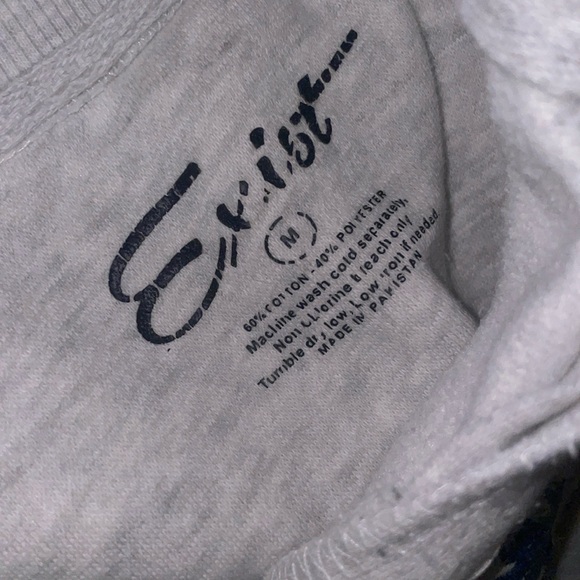 Exist
M
60% COTTON - 40% POLYESTER
Machine wash cold separately,
Non Chlorine bleach only
Tumble dry low, Low iron if needed
MADE IN PAKISTAN